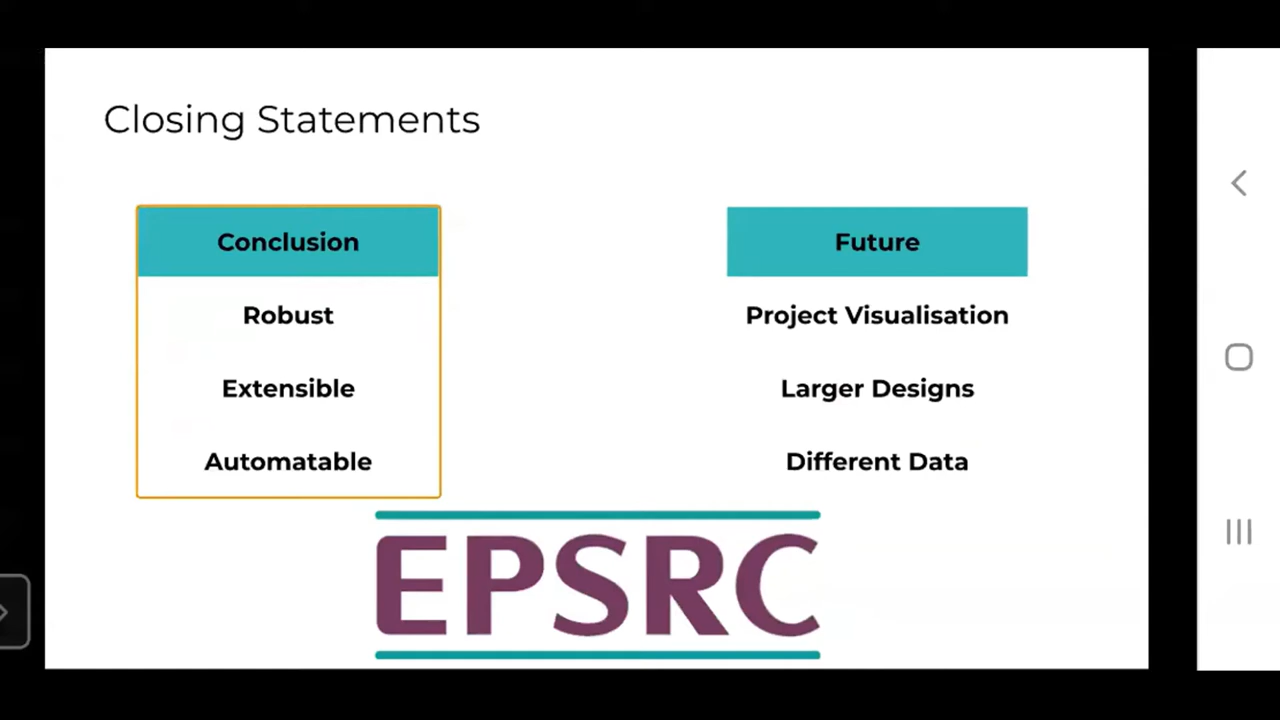 Closing Statements
Conclusion
Robust
Extensible
Automatable
Future
Project Visualisation
Larger Designs
Different Data
EPSRC